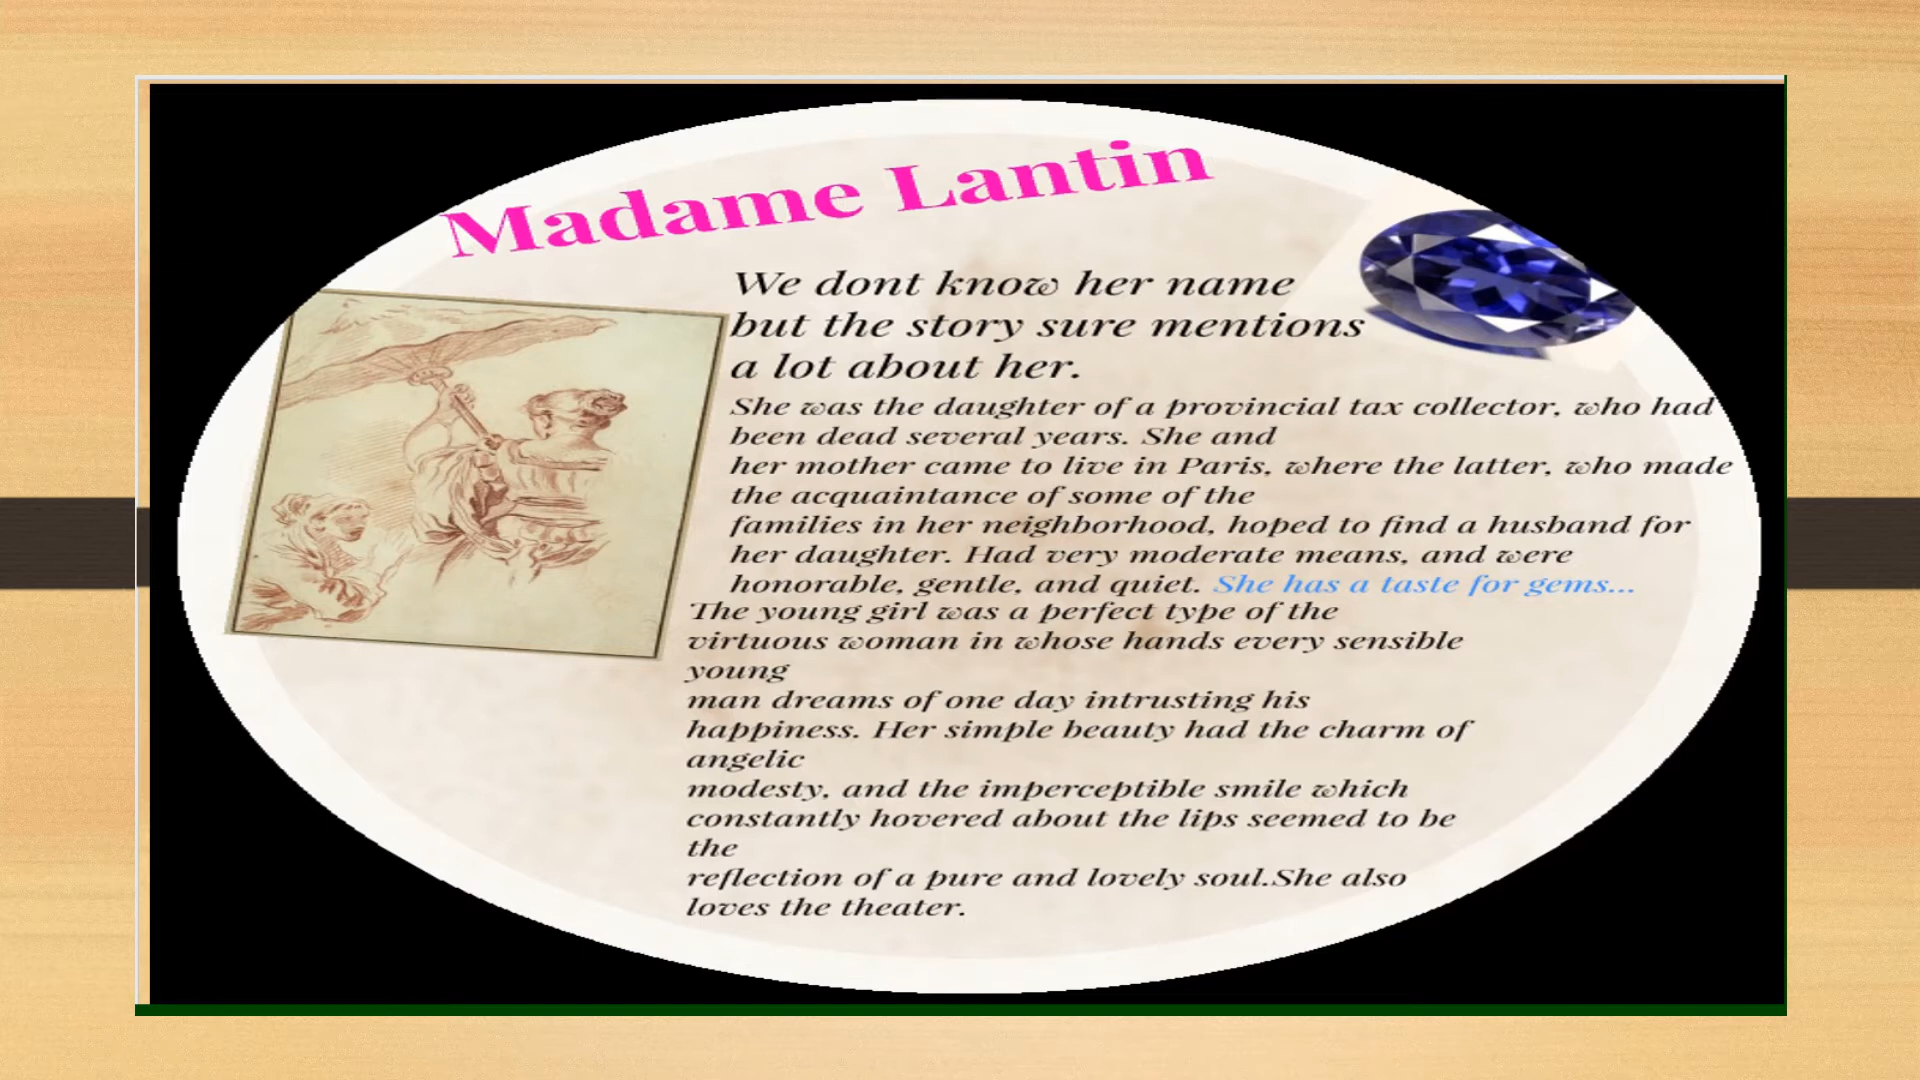 Madame Lantin
We dont know her name
but the story sure mentions
a lot about her.
She was the daughter of a provincial tax collector, who had
been dead several years. She and
her mother came to live in Paris, where the latter, who made
the acquaintance of some of the
families in her neighborhood, hoped to find a husband for
her daughter. Had very moderate means, and were
honorable, gentle, and quiet. She has a taste for gems...
The young girl was a perfect type of the
virtuous woman in whose hands every sensible
young
man dreams of one day intrusting his
happiness. Her simple beauty had the charm of
angelic
modesty, and the imperceptible smile which
constantly hovered about the lips seemed to be
the
reflection of a pure and lovely soul.She also
loves the theater.